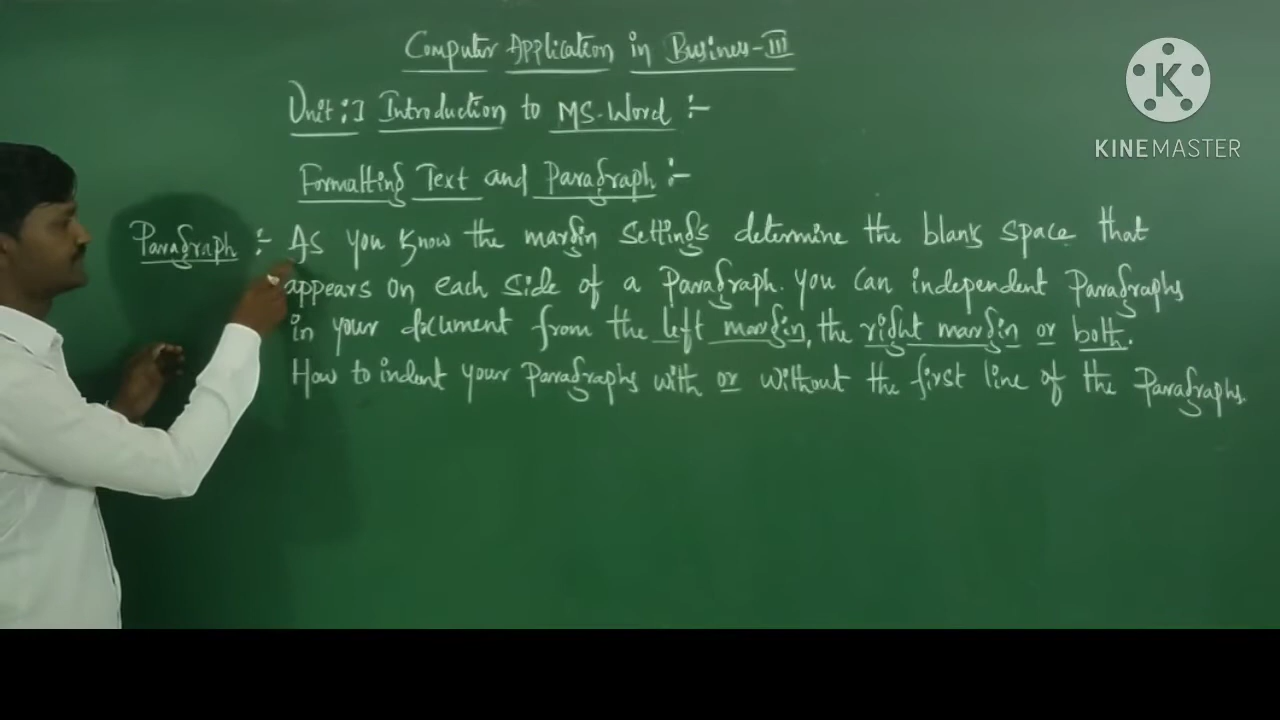 Computer Application in Business-III
Unit:I Introduction to MS-Word :-
Formatting Text and Paragraph :-
Paragraph :- As you know the margin settings determine the blank space that
appears on each side of a paragraph. you can independent Paragraphs
in your document from the left margin, the right margin or both.
How to indent your Paragraphs with or without the first line of the Paragraphs.
K
KINEMASTER